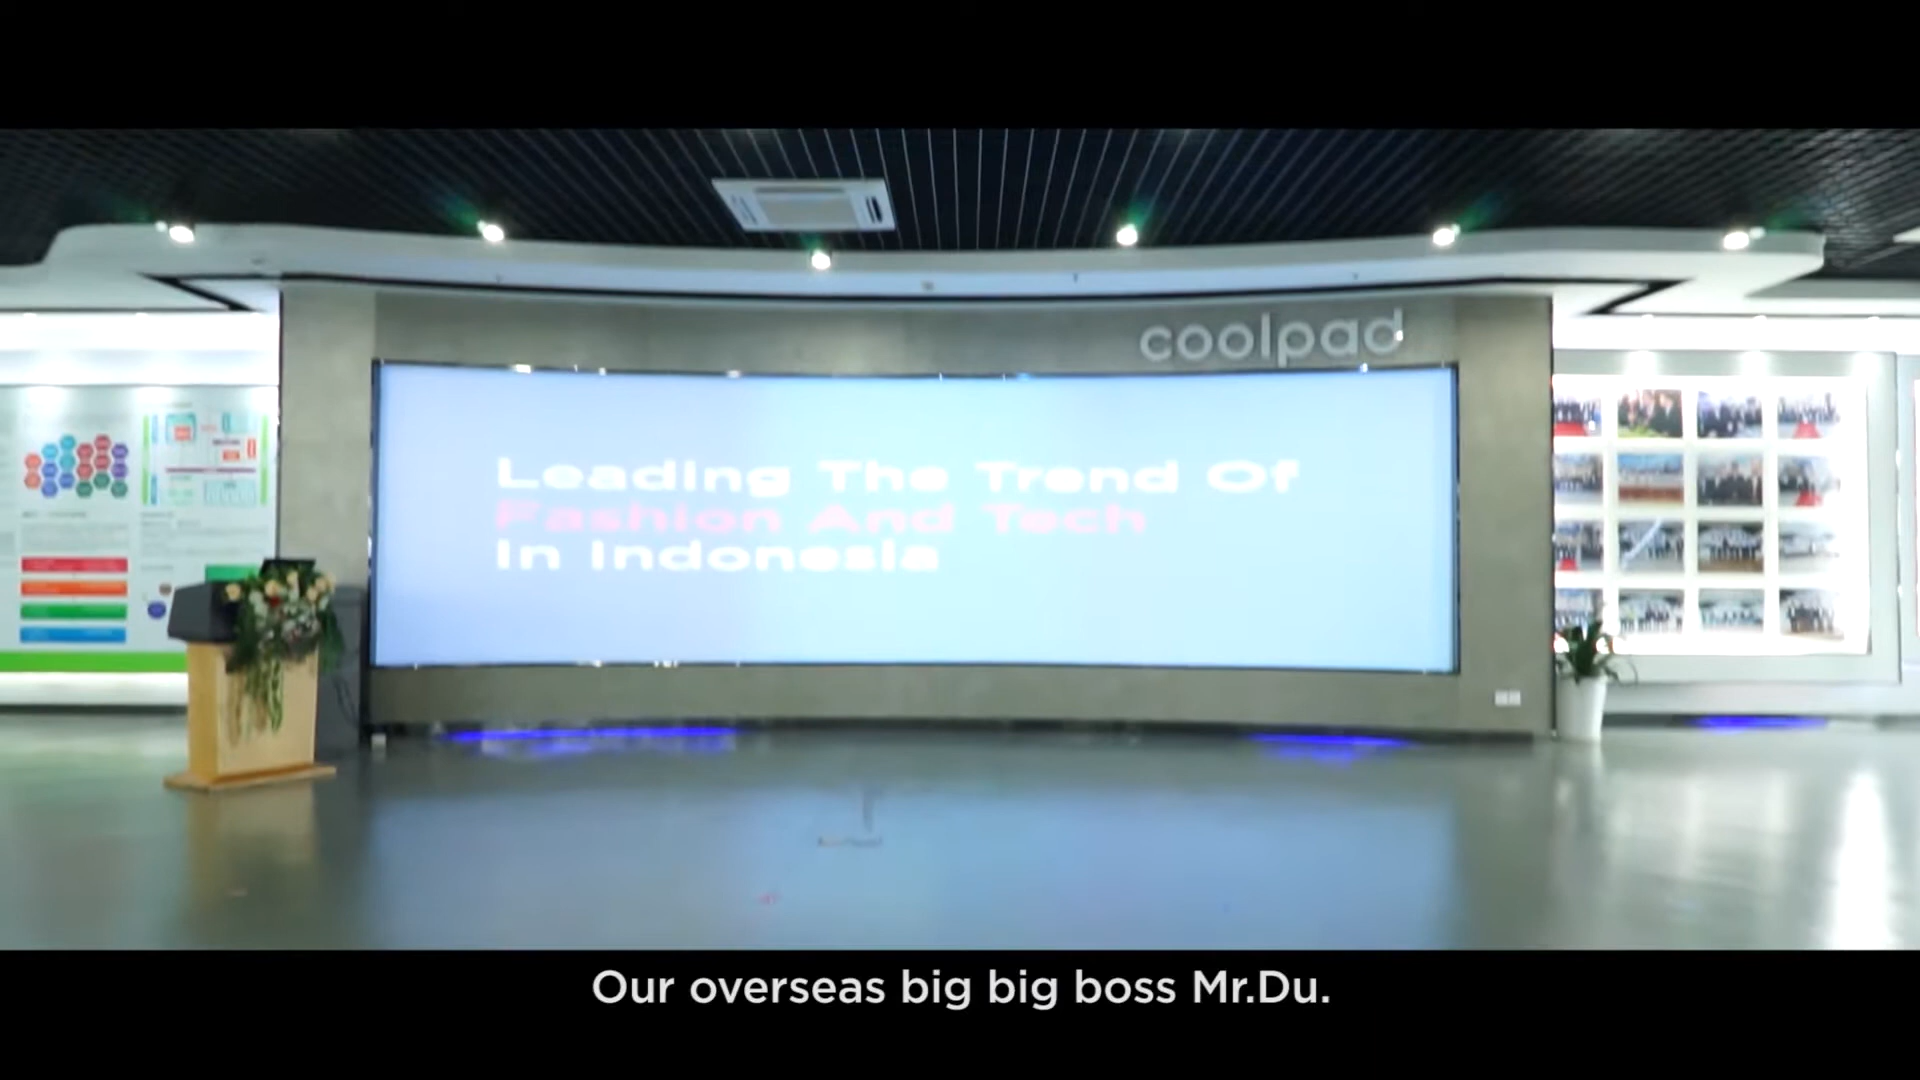 coolpad
Leading The Trend Of
Fashion And Tech
In Indonesia
Our overseas big big boss Mr.Du.